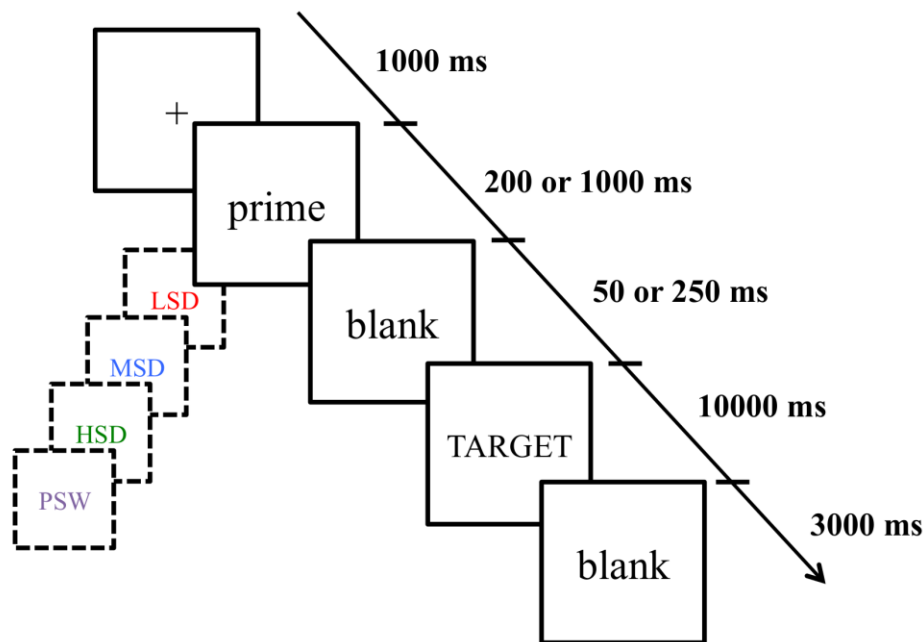 +
1000 ms
200 or 1000 ms
prime
50 or 250 ms
LSD
blank
MSD
10000 ms
HSD
TARGET
PSW
3000 ms
blank